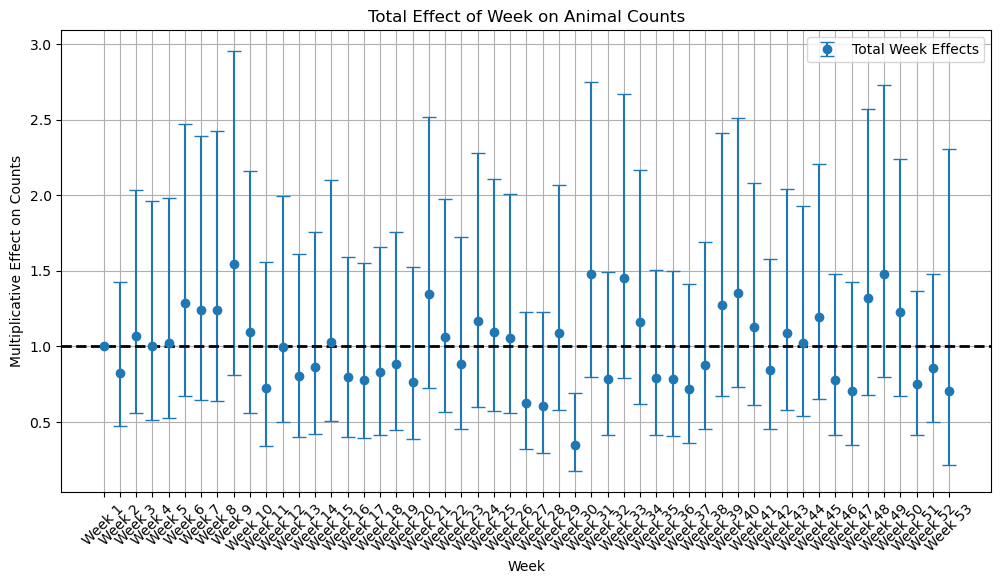 Total Effect of Week on Animal Counts
Total Week Effects
Multiplicative Effect on Counts
3.0
2.5
2.0
1.5
1.0
0.5
Week 1
Week 2
Week 3
Week 4
Week 5
Week 6
Week 7
Week 8
Week 9
Week 10
Week 11
Week 12
Week 13
Week 14
Week 15
Week 16
Week 17
Week 18
Week 19
Week 20
Week 21
Week 22
Week 23
Week 24
Week 25
Week 26
Week 27
Week 28
Week 29
Week 30
Week 31
Week 32
Week 33
Week 34
Week 35
Week 36
Week 37
Week 38
Week 39
Week 40
Week 41
Week 42
Week 43
Week 44
Week 45
Week 46
Week 47
Week 48
Week 49
Week 50
Week 51
Week 52
Week 53
Week